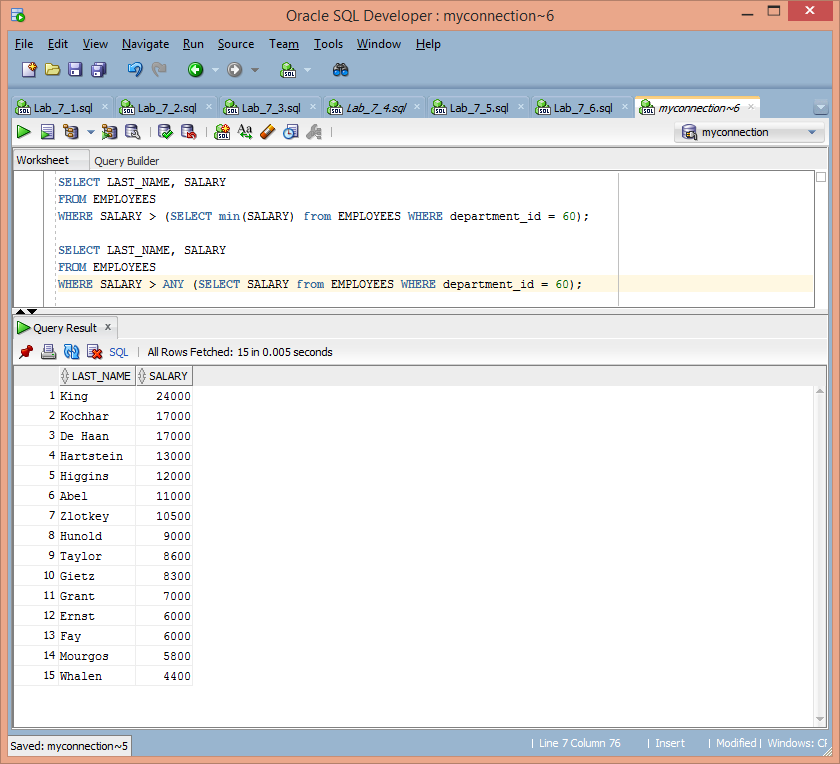 Oracle SQL Developer : myconnection~6
File Edit View Navigate Run Source Team Tools Window Help
Lab_7_1.sql Lab_7_2.sql Lab_7_3.sql Lab_7_4.sql Lab_7_5.sql Lab_7_6.sql myconnection~6
myconnection
Worksheet Query Builder
SELECT LAST_NAME, SALARY
FROM EMPLOYEES
WHERE SALARY > (SELECT min(SALARY) from EMPLOYEES WHERE department_id = 60);
SELECT LAST_NAME, SALARY
FROM EMPLOYEES
WHERE SALARY > ANY (SELECT SALARY from EMPLOYEES WHERE department_id = 60);
Query Result x
SQL | All Rows Fetched: 15 in 0.005 seconds
LAST_NAME SALARY
1 King 24000
2 Kochhar 17000
3 De Haan 17000
4 Hartstein 13000
5 Higgins 12000
6 Abel 11000
7 Zlotkey 10500
8 Hunold 9000
9 Taylor 8600
10 Gietz 8300
11 Grant 7000
12 Ernst 6000
13 Fay 6000
14 Mourgos 5800
15 Whalen 4400
Saved: myconnection~5 | Line 7 Column 76 | Insert | Modified | Windows: CF